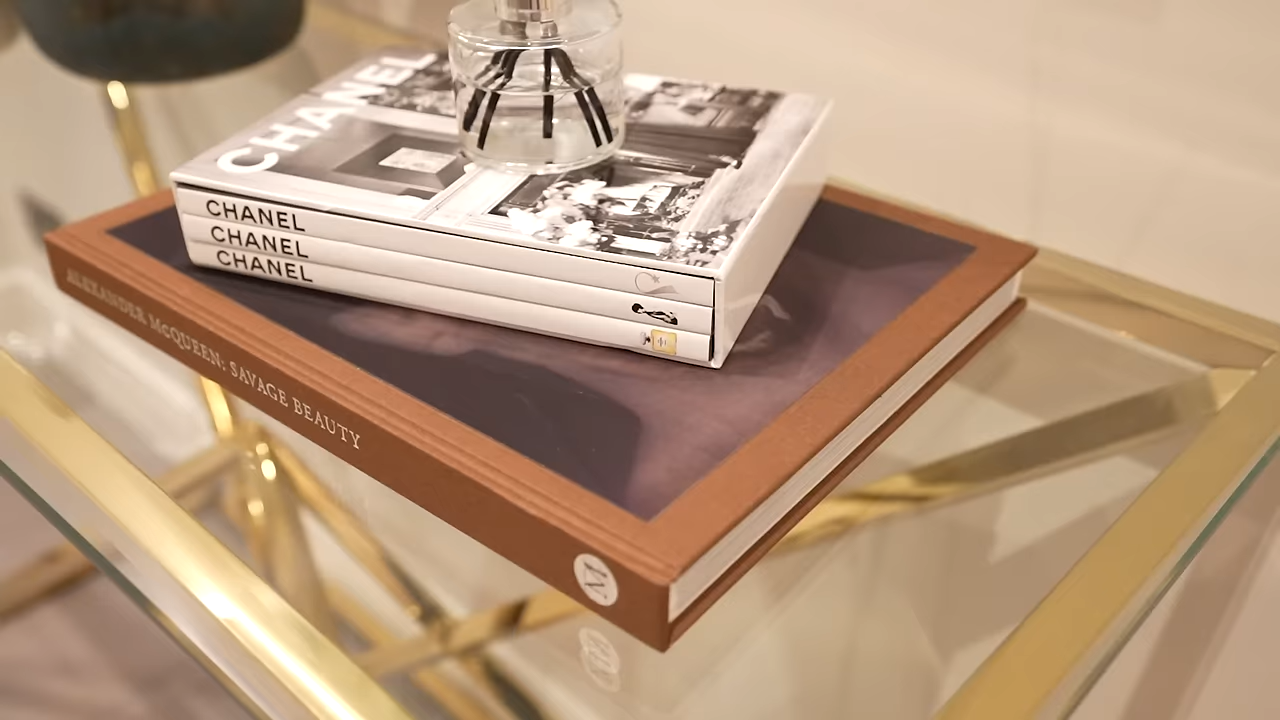 CHANEL
CHANEL
CHANEL
CHANEL
ALEXANDER McQUEEN: SAVAGE BEAUTY
M